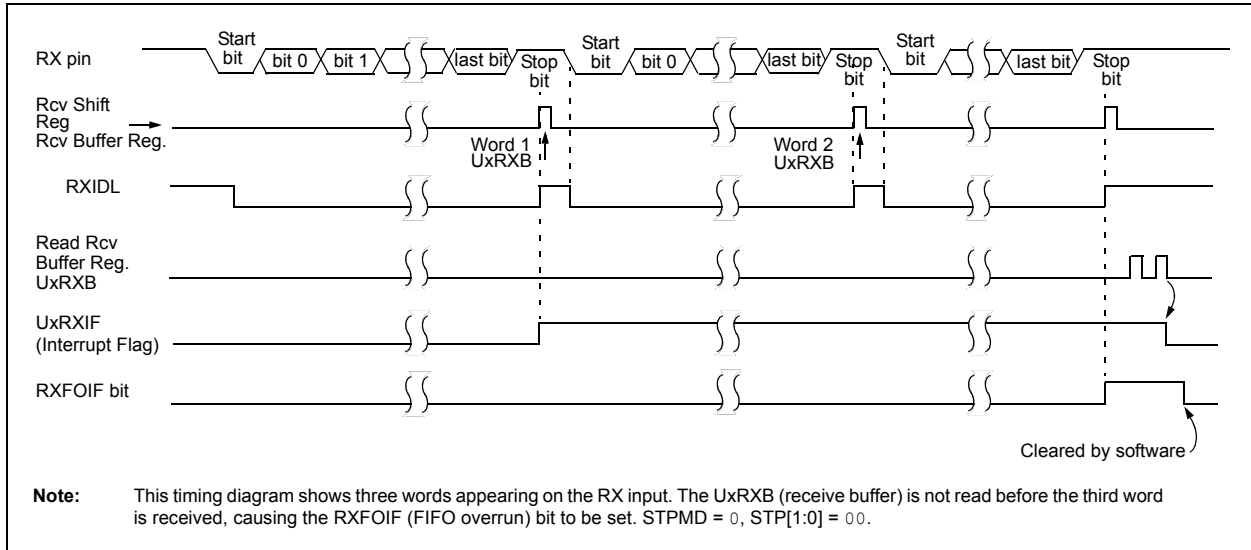 RX pin
Start
bit
bit 0
bit 1
last bit
Stop
bit
Start
bit
bit 0
last bit
Stop
bit
Start
bit
last bit
Stop
bit
Rcv Shift
Reg
Rcv Buffer Reg.
Word 1
UxRXB
Word 2
UxRXB
RXIDL
Read Rcv
Buffer Reg.
UxRXB
UxRXIF
(Interrupt Flag)
RXFOIF bit
Cleared by software
Note: This timing diagram shows three words appearing on the RX input. The UxRXB (receive buffer) is not read before the third word
is received, causing the RXFOIF (FIFO overrun) bit to be set. STPMD = 0, STP[1:0] = 00.